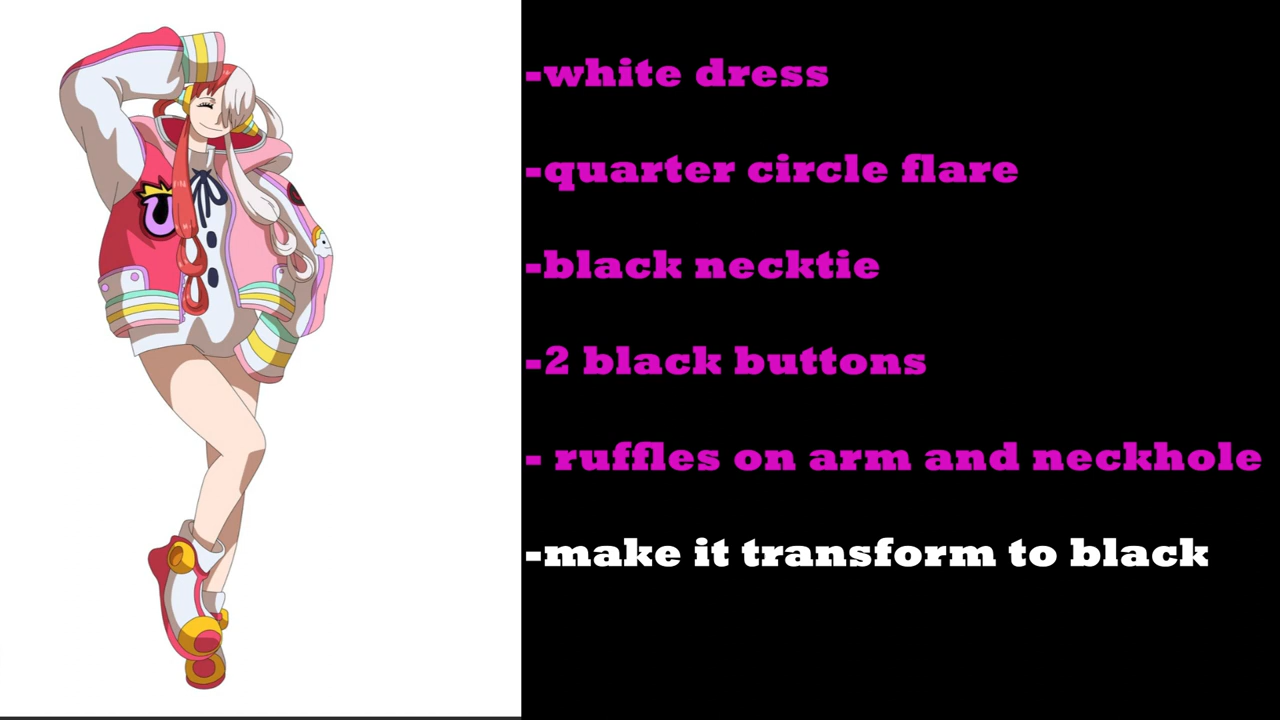 -white dress
-quarter circle flare
-black necktie
-2 black buttons
- ruffles on arm and neckhole
-make it transform to black